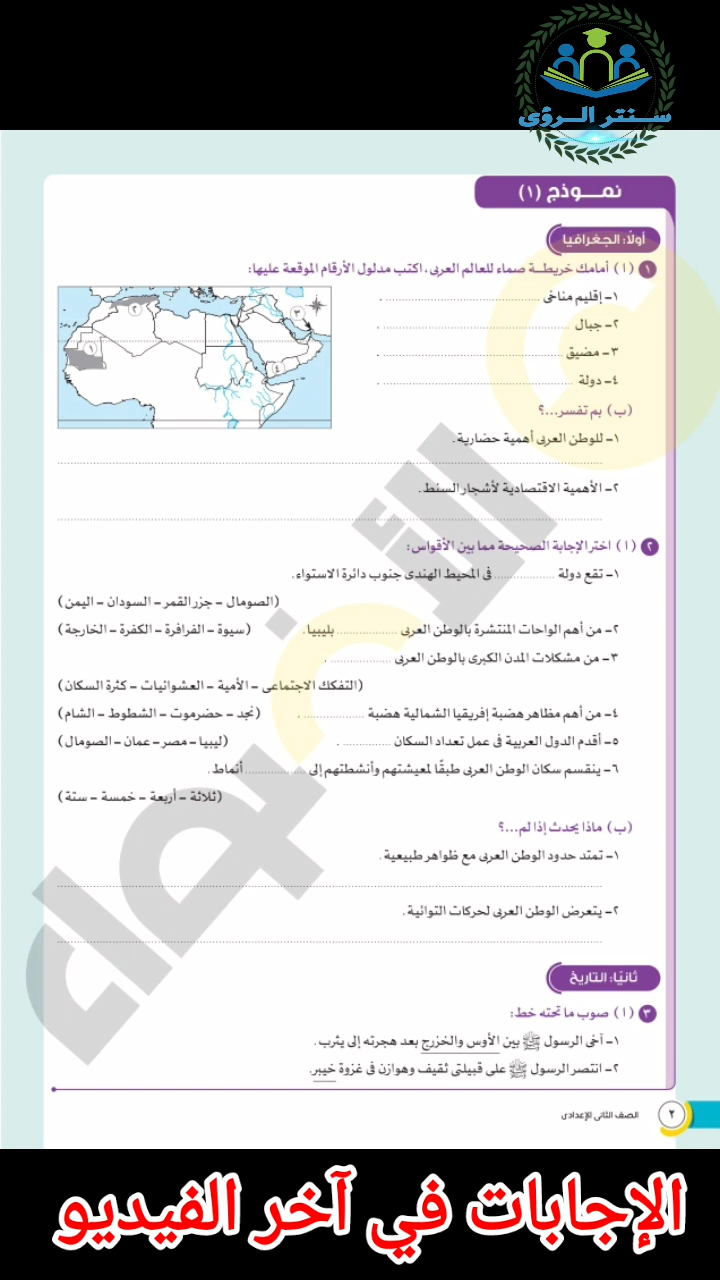 سنتر الرؤى
نموذج (١)
أولًا: الجغرافيا
١ (أ) أمامك خريطة صماء للعالم العربى، اكتب مدلول الأرقام الموقعة عليها:
١- إقليم مناخى .................... .
٢- جبال .................... .
٣- مضيق .................... .
٤- دولة .................... .
٢
٣
١
٤
(ب) بم تفسر...؟
١- للوطن العربى أهمية حضارية.
٢- الأهمية الاقتصادية لأشجار السنط.
٢ (أ) اختر الإجابة الصحيحة مما بين الأقواس:
١- تقع دولة ............ فى المحيط الهندى جنوب دائرة الاستواء.
(الصومال - جزر القمر - السودان - اليمن)
٢- من أهم الواحات المنتشرة بالوطن العربى ............ بليبيا. (سيوة - الفرافرة - الكفرة - الخارجة)
٣- من مشكلات المدن الكبرى بالوطن العربى ............ .
(التفكك الاجتماعى - الأمية - العشوائيات - كثرة السكان)
٤- من أهم مظاهر هضبة إفريقيا الشمالية هضبة ............ . (نجد - حضرموت - الشطوط - الشام)
٥- أقدم الدول العربية فى عمل تعداد السكان ............ . (ليبيا - مصر - عمان - الصومال)
٦- ينقسم سكان الوطن العربى طبقًا لمعيشتهم وأنشطتهم إلى ............ أنماط.
(ثلاثة - أربعة - خمسة - ستة)
(ب) ماذا يحدث إذا لم...؟
١- تمتد حدود الوطن العربى مع ظواهر طبيعية.
٢- يتعرض الوطن العربى لحركات التوائية.
ثانيًا: التاريخ
٣ (أ) صوب ما تحته خط:
١- آخى الرسول ﷺ بين الأوس والخزرج بعد هجرته إلى يثرب.
٢- انتصر الرسول ﷺ على قبيلتى ثقيف وهوازن فى غزوة خيبر.
٢ الصف الثانى الإعدادى
الإجابات في آخر الفيديو